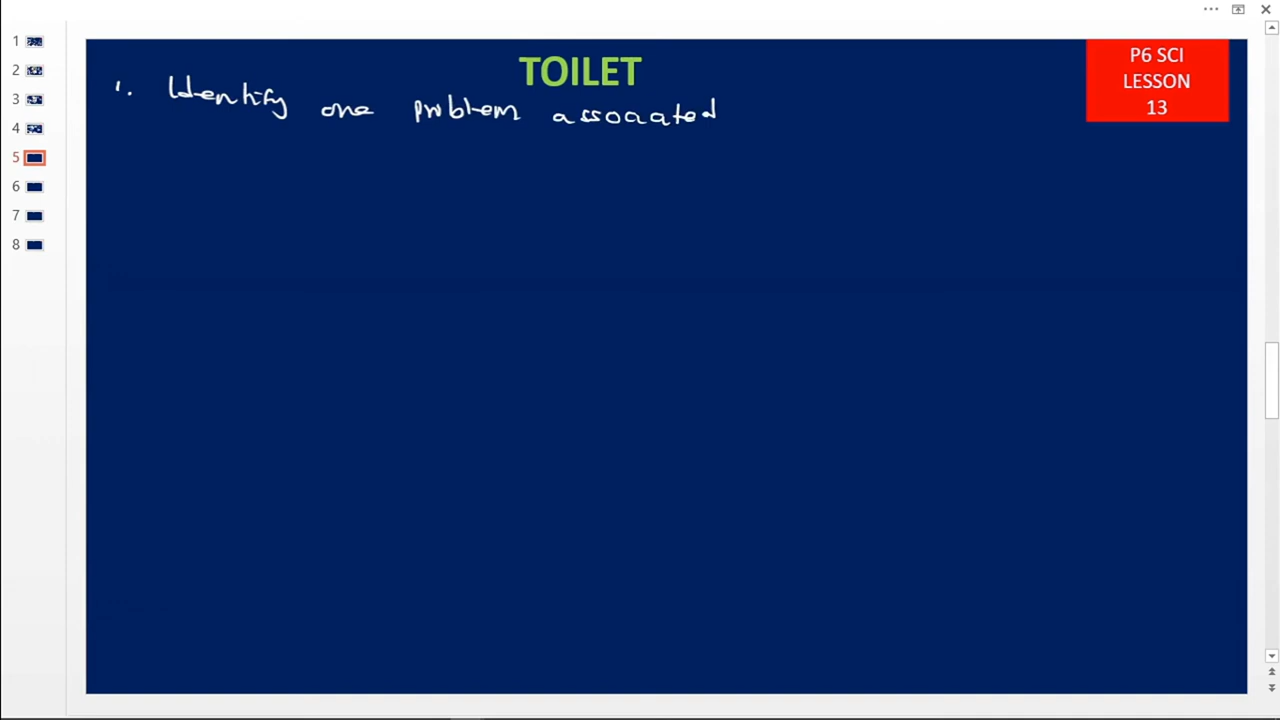 TOILET
P6 SCI
LESSON
13
1. Identify one problem associated
1
2
3
4
5
6
7
8